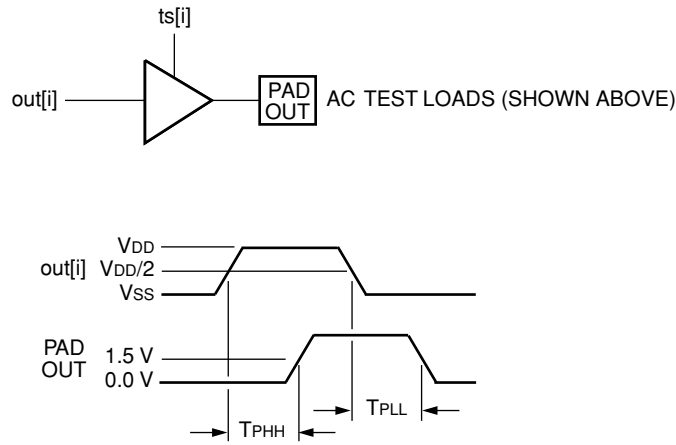 ts[i]
out[i]
PAD
OUT
AC TEST LOADS (SHOWN ABOVE)
VDD
out[i] VDD/2
VSS
PAD
OUT
1.5 V
0.0 V
TPHH
TPLL